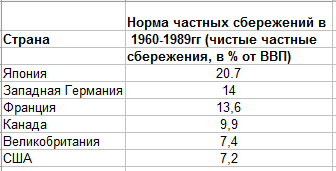 Страна
Норма частных сбережений в
1960-1989гг (чистые частные
сбережения, в % от ВВП)
Япония 20.7
Западная Германия 14
Франция 13,6
Канада 9,9
Великобритания 7,4
США 7,2